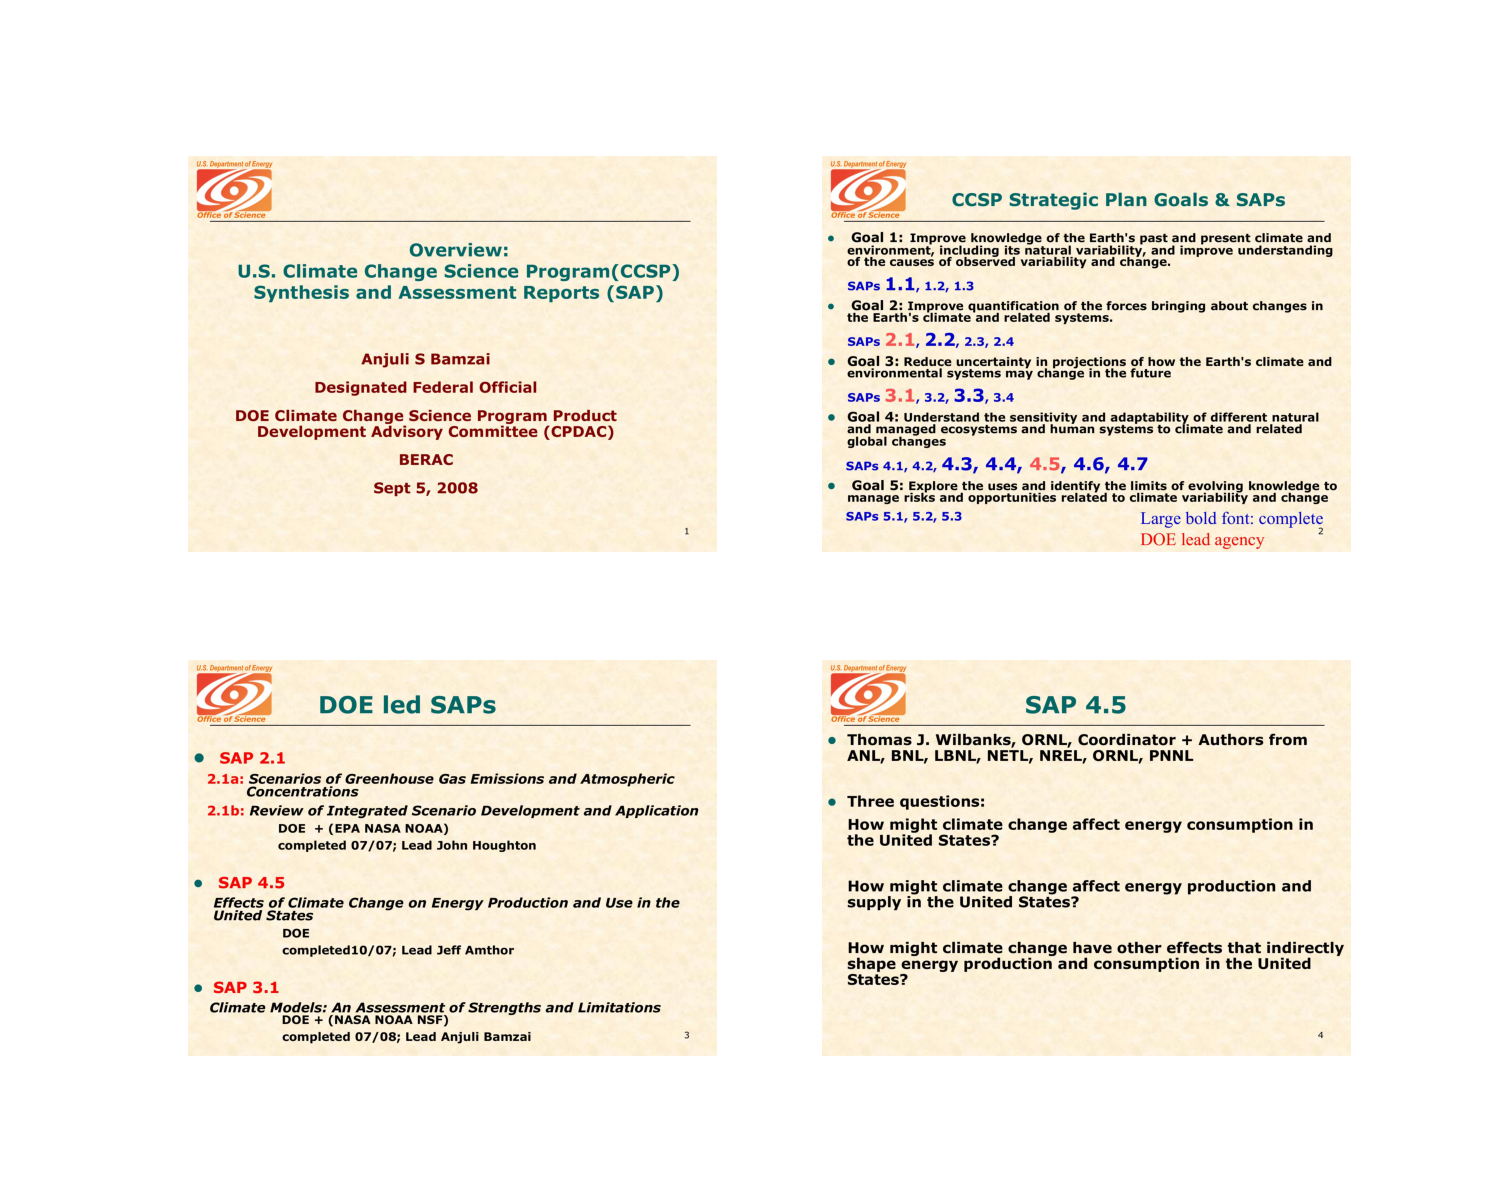 U.S. Department of Energy
Office of Science
Overview:
U.S. Climate Change Science Program(CCSP)
Synthesis and Assessment Reports (SAP)
Anjuli S Bamzai
Designated Federal Official
DOE Climate Change Science Program Product
Development Advisory Committee (CPDAC)
BERAC
Sept 5, 2008
1
U.S. Department of Energy
Office of Science
CCSP Strategic Plan Goals & SAPs
● Goal 1: Improve knowledge of the Earth's past and present climate and
environment, including its natural variability, and improve understanding
of the causes of observed variability and change.
SAPs 1.1, 1.2, 1.3
● Goal 2: Improve quantification of the forces bringing about changes in
the Earth's climate and related systems.
SAPs 2.1, 2.2, 2.3, 2.4
● Goal 3: Reduce uncertainty in projections of how the Earth's climate and
environmental systems may change in the future
SAPs 3.1, 3.2, 3.3, 3.4
● Goal 4: Understand the sensitivity and adaptability of different natural
and managed ecosystems and human systems to climate and related
global changes
SAPs 4.1, 4.2, 4.3, 4.4, 4.5, 4.6, 4.7
● Goal 5: Explore the uses and identify the limits of evolving knowledge to
manage risks and opportunities related to climate variability and change
SAPs 5.1, 5.2, 5.3
Large bold font: complete
DOE lead agency
2
U.S. Department of Energy
Office of Science
DOE led SAPs
● SAP 2.1
2.1a: Scenarios of Greenhouse Gas Emissions and Atmospheric
Concentrations
2.1b: Review of Integrated Scenario Development and Application
DOE + (EPA NASA NOAA)
completed 07/07; Lead John Houghton
● SAP 4.5
Effects of Climate Change on Energy Production and Use in the
United States
DOE
completed10/07; Lead Jeff Amthor
● SAP 3.1
Climate Models: An Assessment of Strengths and Limitations
DOE + (NASA NOAA NSF)
completed 07/08; Lead Anjuli Bamzai
3
U.S. Department of Energy
Office of Science
SAP 4.5
● Thomas J. Wilbanks, ORNL, Coordinator + Authors from
ANL, BNL, LBNL, NETL, NREL, ORNL, PNNL
● Three questions:
How might climate change affect energy consumption in
the United States?
How might climate change affect energy production and
supply in the United States?
How might climate change have other effects that indirectly
shape energy production and consumption in the United
States?
4